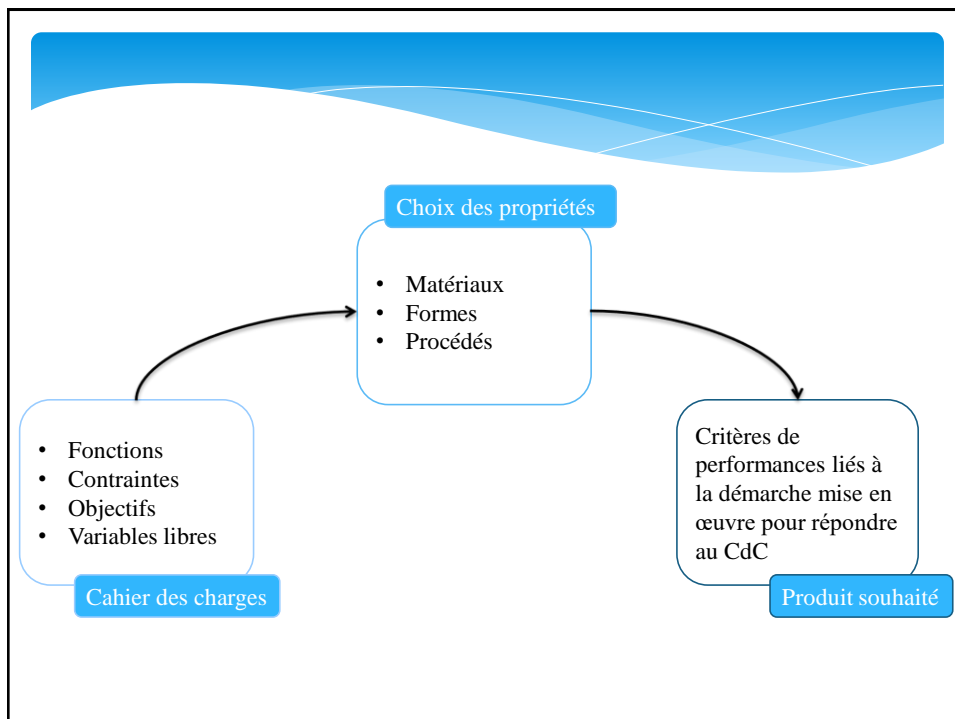 Choix des propriétés
• Matériaux
• Formes
• Procédés
• Fonctions
• Contraintes
• Objectifs
• Variables libres
Cahier des charges
Critères de
performances liés à
la démarche mise en
œuvre pour répondre
au CdC
Produit souhaité